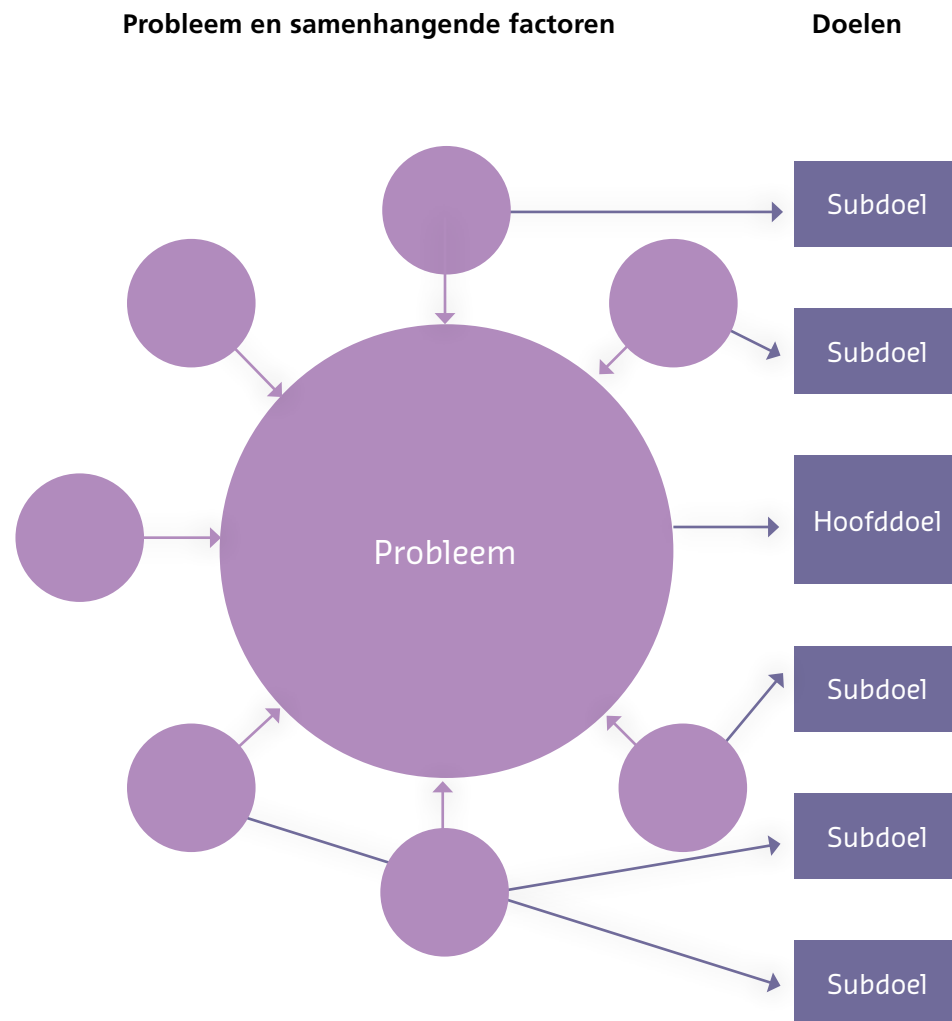 Probleem en samenhangende factoren
Doelen
Subdoel
Subdoel
Hoofddoel
Probleem
Subdoel
Subdoel
Subdoel